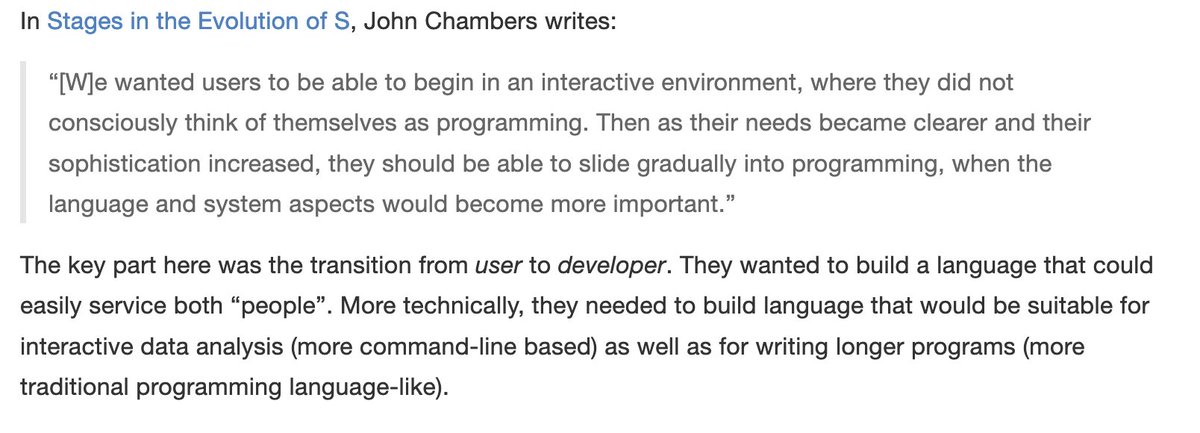 In Stages in the Evolution of S, John Chambers writes:
“[W]e wanted users to be able to begin in an interactive environment, where they did not
consciously think of themselves as programming. Then as their needs became clearer and their
sophistication increased, they should be able to slide gradually into programming, when the
language and system aspects would become more important.”
The key part here was the transition from user to developer. They wanted to build a language that could
easily service both “people”. More technically, they needed to build language that would be suitable for
interactive data analysis (more command-line based) as well as for writing longer programs (more
traditional programming language-like).